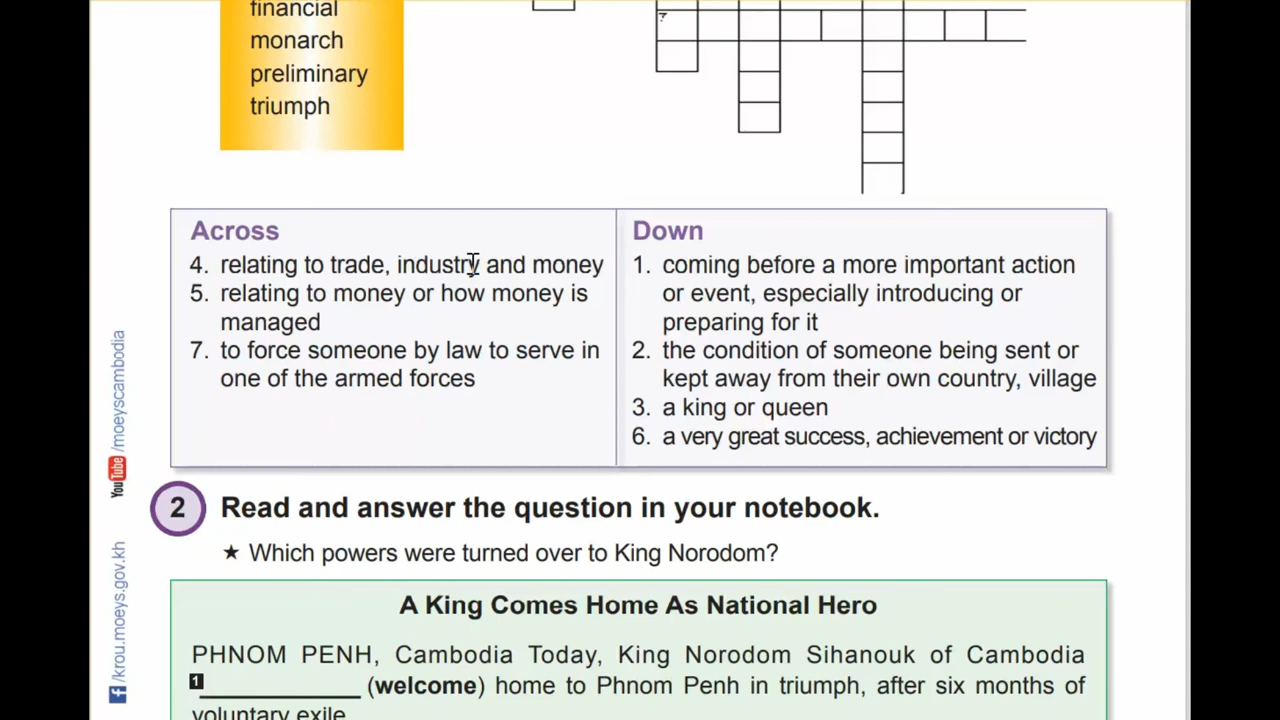 financial
monarch
preliminary
triumph
7
Across
4. relating to trade, industry and money
5. relating to money or how money is
managed
7. to force someone by law to serve in
one of the armed forces
Down
1. coming before a more important action
or event, especially introducing or
preparing for it
2. the condition of someone being sent or
kept away from their own country, village
3. a king or queen
6. a very great success, achievement or victory
2 Read and answer the question in your notebook.
★ Which powers were turned over to King Norodom?
A King Comes Home As National Hero
PHNOM PENH, Cambodia Today, King Norodom Sihanouk of Cambodia
1 ____________ (welcome) home to Phnom Penh in triumph, after six months of
voluntary exile
YouTube /moeyscambodia
f /krou.moeys.gov.kh